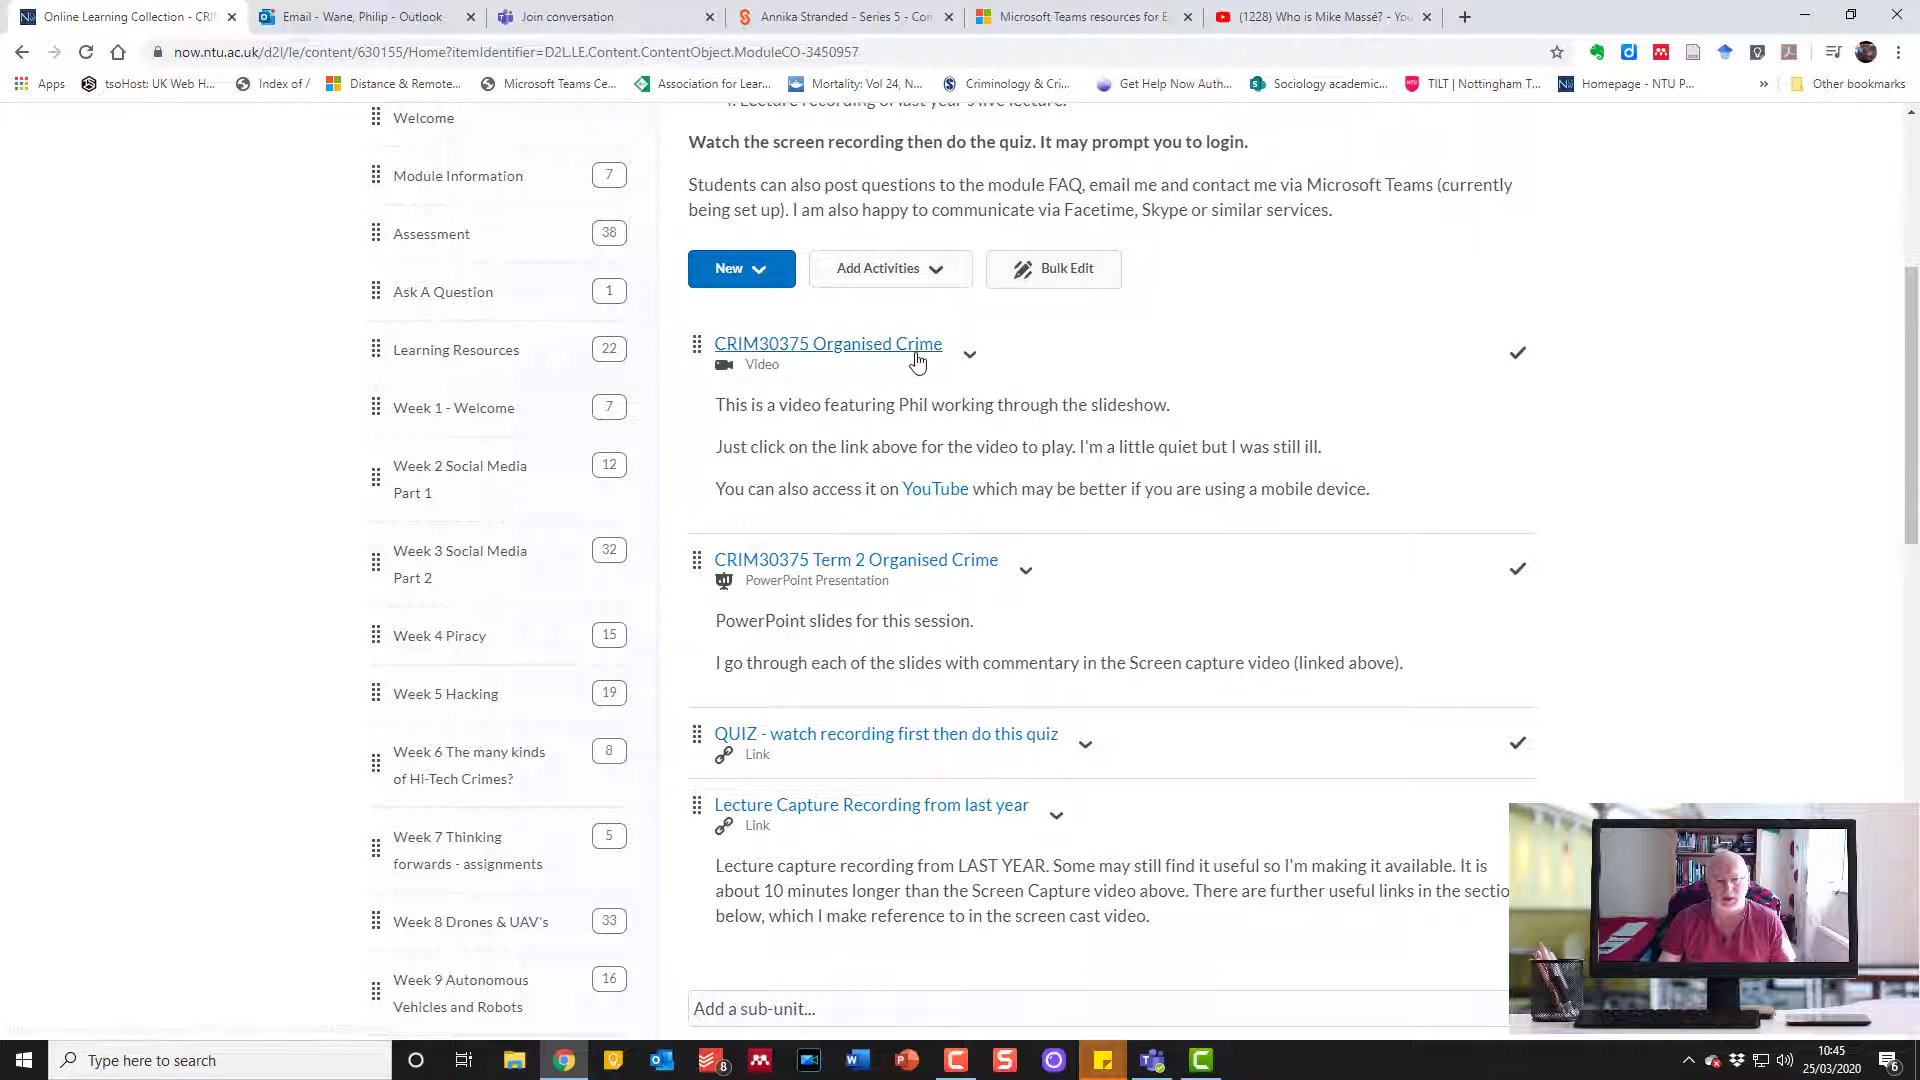 Online Learning Collection - CRI
Email - Wane, Philip - Outlook
Join conversation
Annika Stranded - Series 5 - Con
Microsoft Teams resources for E
(1228) Who is Mike Massé? - You
now.ntu.ac.uk/d2l/le/content/630155/Home?itemIdentifier=D2L.LE.Content.ContentObject.ModuleCO-3450957
Apps
tsoHost: UK Web H...
Index of /
Distance & Remote...
Microsoft Teams Ce...
Association for Lear...
Mortality: Vol 24, N...
Criminology & Cri...
Get Help Now Auth...
Sociology academic...
TILT | Nottingham T...
Homepage - NTU P...
»
Other bookmarks
Welcome
Module Information 7
Assessment 38
Ask A Question 1
Learning Resources 22
Week 1 - Welcome 7
Week 2 Social Media 12
Part 1
Week 3 Social Media 32
Part 2
Week 4 Piracy 15
Week 5 Hacking 19
Week 6 The many kinds 8
of Hi-Tech Crimes?
Week 7 Thinking 5
forwards - assignments
Week 8 Drones & UAV's 33
Week 9 Autonomous 16
Vehicles and Robots
1. Lecture recording of last year's live lecture.
Watch the screen recording then do the quiz. It may prompt you to login.
Students can also post questions to the module FAQ, email me and contact me via Microsoft Teams (currently
being set up). I am also happy to communicate via Facetime, Skype or similar services.
New
Add Activities
Bulk Edit
CRIM30375 Organised Crime
Video
This is a video featuring Phil working through the slideshow.
Just click on the link above for the video to play. I'm a little quiet but I was still ill.
You can also access it on YouTube which may be better if you are using a mobile device.
CRIM30375 Term 2 Organised Crime
PowerPoint Presentation
PowerPoint slides for this session.
I go through each of the slides with commentary in the Screen capture video (linked above).
QUIZ - watch recording first then do this quiz
Link
Lecture Capture Recording from last year
Link
Lecture capture recording from LAST YEAR. Some may still find it useful so I'm making it available. It is
about 10 minutes longer than the Screen Capture video above. There are further useful links in the sectio
below, which I make reference to in the screen cast video.
Add a sub-unit...
Type here to search
8
10:45
25/03/2020
6